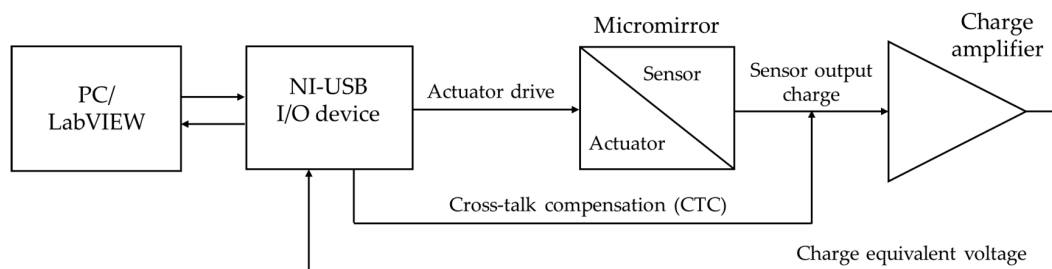 Micromirror
Charge
amplifier
PC/
LabVIEW
NI-USB
I/O device
Actuator drive
Sensor
Actuator
Sensor output
charge
Cross-talk compensation (CTC)
Charge equivalent voltage